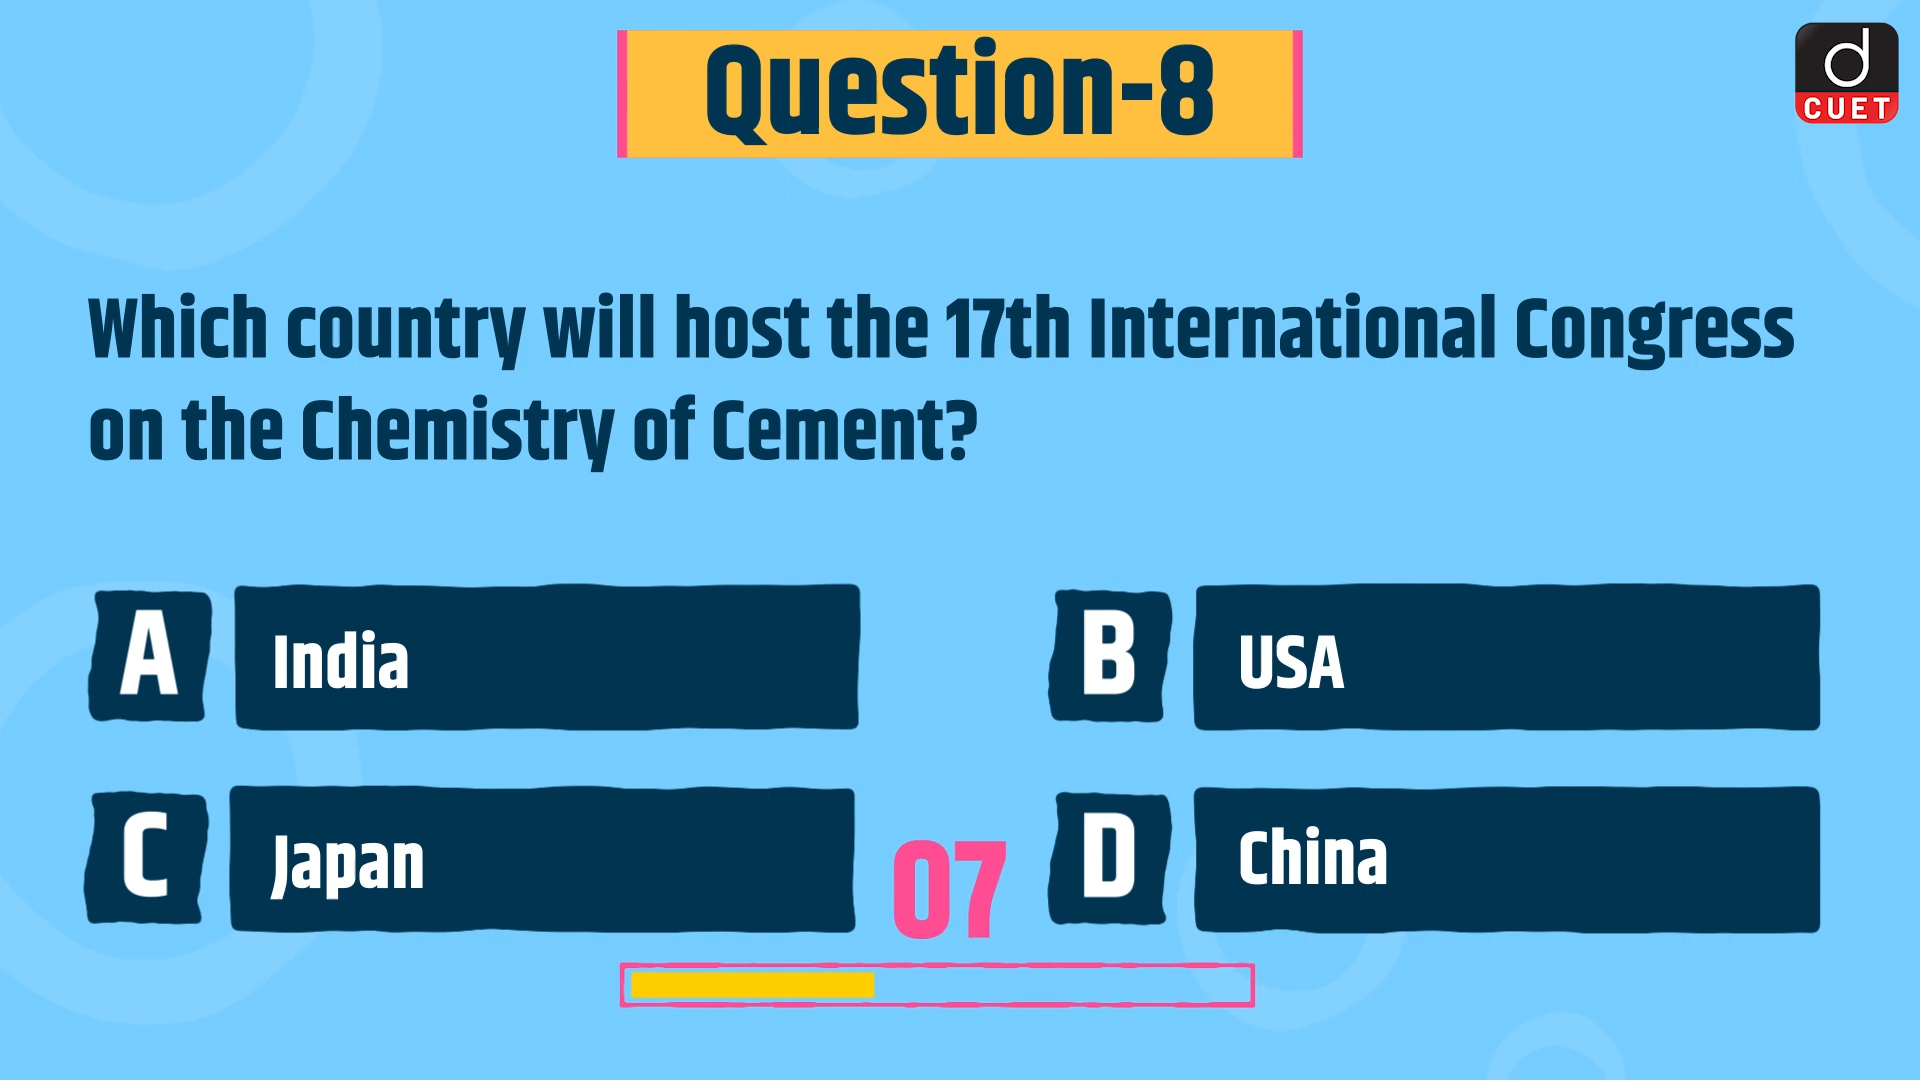 Question-8
d
CUET
Which country will host the 17th International Congress
on the Chemistry of Cement?
A India
B USA
C Japan
07
D China